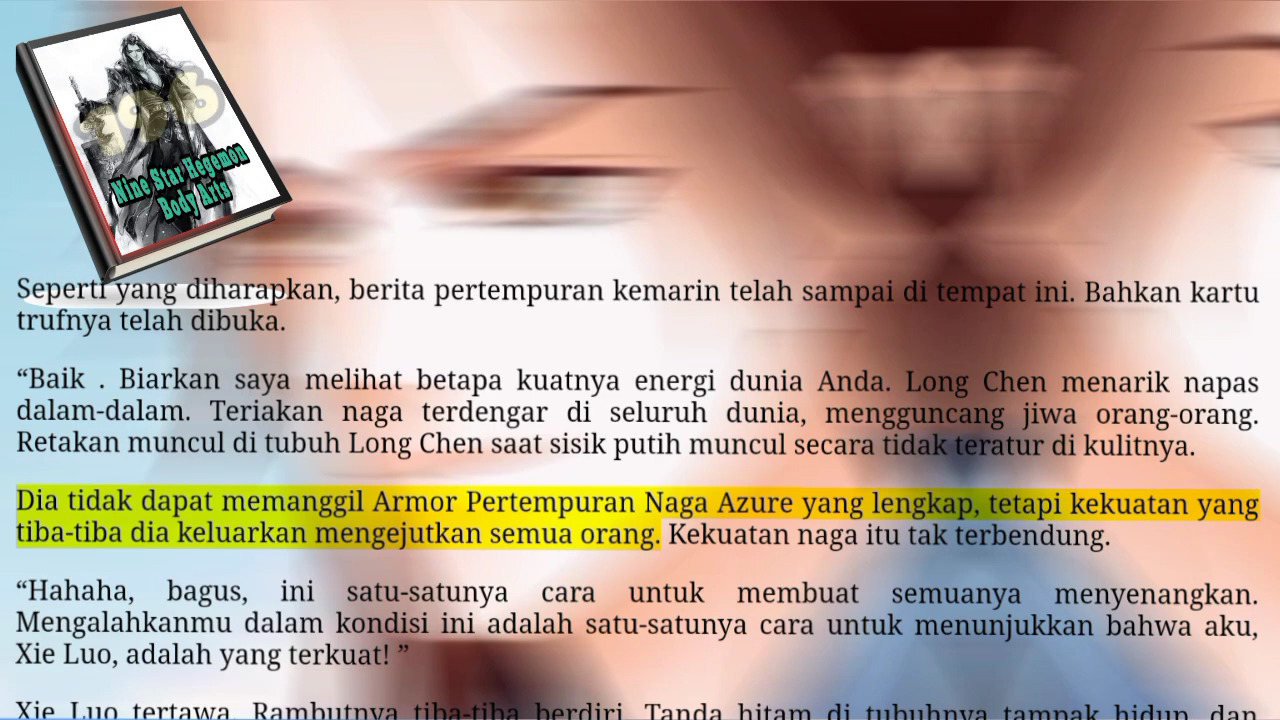 Nine Star Hegemon
Body Arts
Seperti yang diharapkan, berita pertempuran kemarin telah sampai di tempat ini. Bahkan kartu
trufnya telah dibuka.
“Baik . Biarkan saya melihat betapa kuatnya energi dunia Anda. Long Chen menarik napas
dalam-dalam. Teriakan naga terdengar di seluruh dunia, mengguncang jiwa orang-orang.
Retakan muncul di tubuh Long Chen saat sisik putih muncul secara tidak teratur di kulitnya.
Dia tidak dapat memanggil Armor Pertempuran Naga Azure yang lengkap, tetapi kekuatan yang
tiba-tiba dia keluarkan mengejutkan semua orang. Kekuatan naga itu tak terbendung.
“Hahaha, bagus, ini satu-satunya cara untuk membuat semuanya menyenangkan.
Mengalahkanmu dalam kondisi ini adalah satu-satunya cara untuk menunjukkan bahwa aku,
Xie Luo, adalah yang terkuat! ”
Xie Luo tertawa. Rambutnya tiba-tiba berdiri. Tanda hitam di tubuhnya tampak hidup, dan